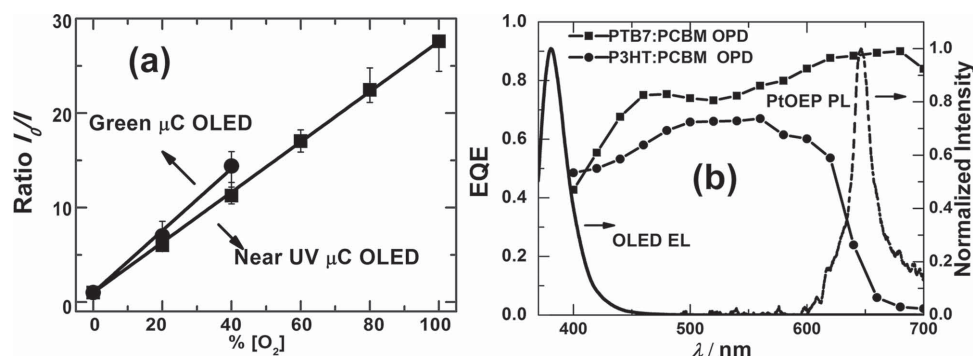 (a)
Green μC OLED
Near UV μC OLED
Ratio I₀/I
30
20
10
0
0 20 40 60 80 100
% [O₂]
PTB7:PCBM OPD
P3HT:PCBM OPD
PtOEP PL
(b)
OLED EL
EQE
1.0
0.8
0.6
0.4
0.2
0.0
400 500 600 700
λ / nm
1.0
0.8
0.6
0.4
0.2
0.0
Normalized Intensity